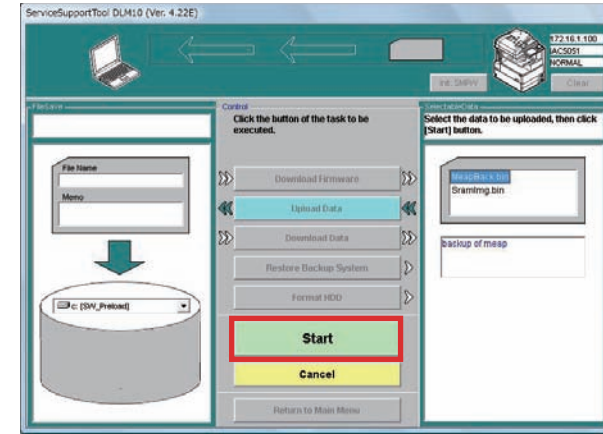 ServiceSupportTool DLM10 (Ver. 4.22E)
172.16.1.100
iACS051
NORMAL
Init. SMPW
Clear
FileSave
Control
Click the button of the task to be
executed.
SelectableData
Select the data to be uploaded, then click
[Start] button.
File Name
Memo
c: [SW_Preload]
Download Firmware
Upload Data
Download Data
Restore Backup System
Format HDD
Start
Cancel
Return to Main Menu
MeapBack.bin
SramImg.bin
backup of meap